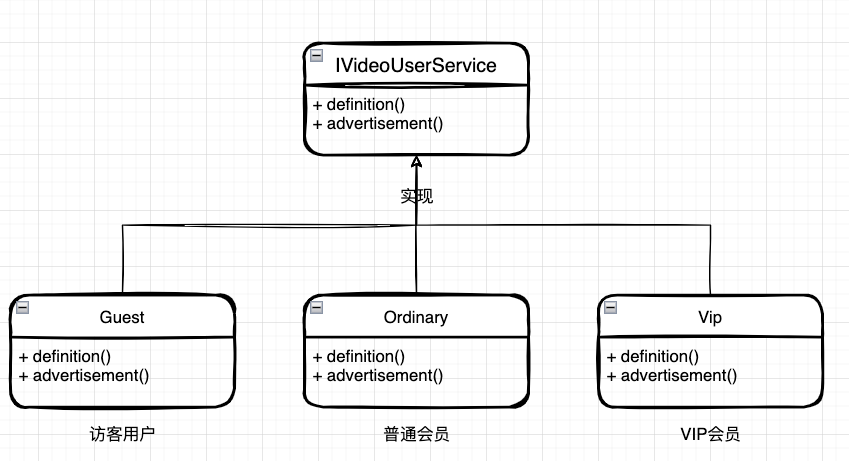 IVideoUserService
+ definition()
+ advertisement()
实现
Guest
+ definition()
+ advertisement()
Ordinary
+ definition()
+ advertisement()
Vip
+ definition()
+ advertisement()
访客用户
普通会员
VIP会员